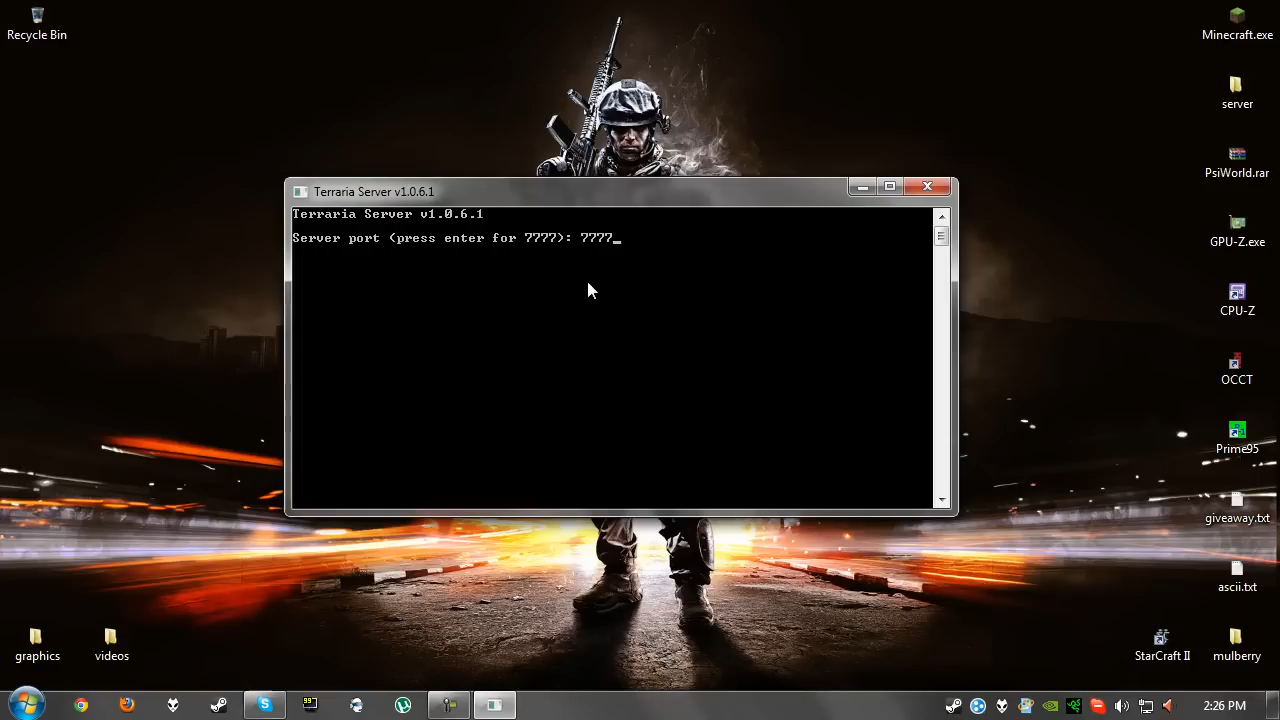 Recycle Bin
Minecraft.exe
server
PsiWorld.rar
Terraria Server v1.0.6.1
Terraria Server v1.0.6.1
Server port (press enter for 7777): 7777_
GPU-Z.exe
CPU-Z
OCCT
Prime95
giveaway.txt
ascii.txt
graphics
videos
StarCraft II
mulberry
99
2:26 PM